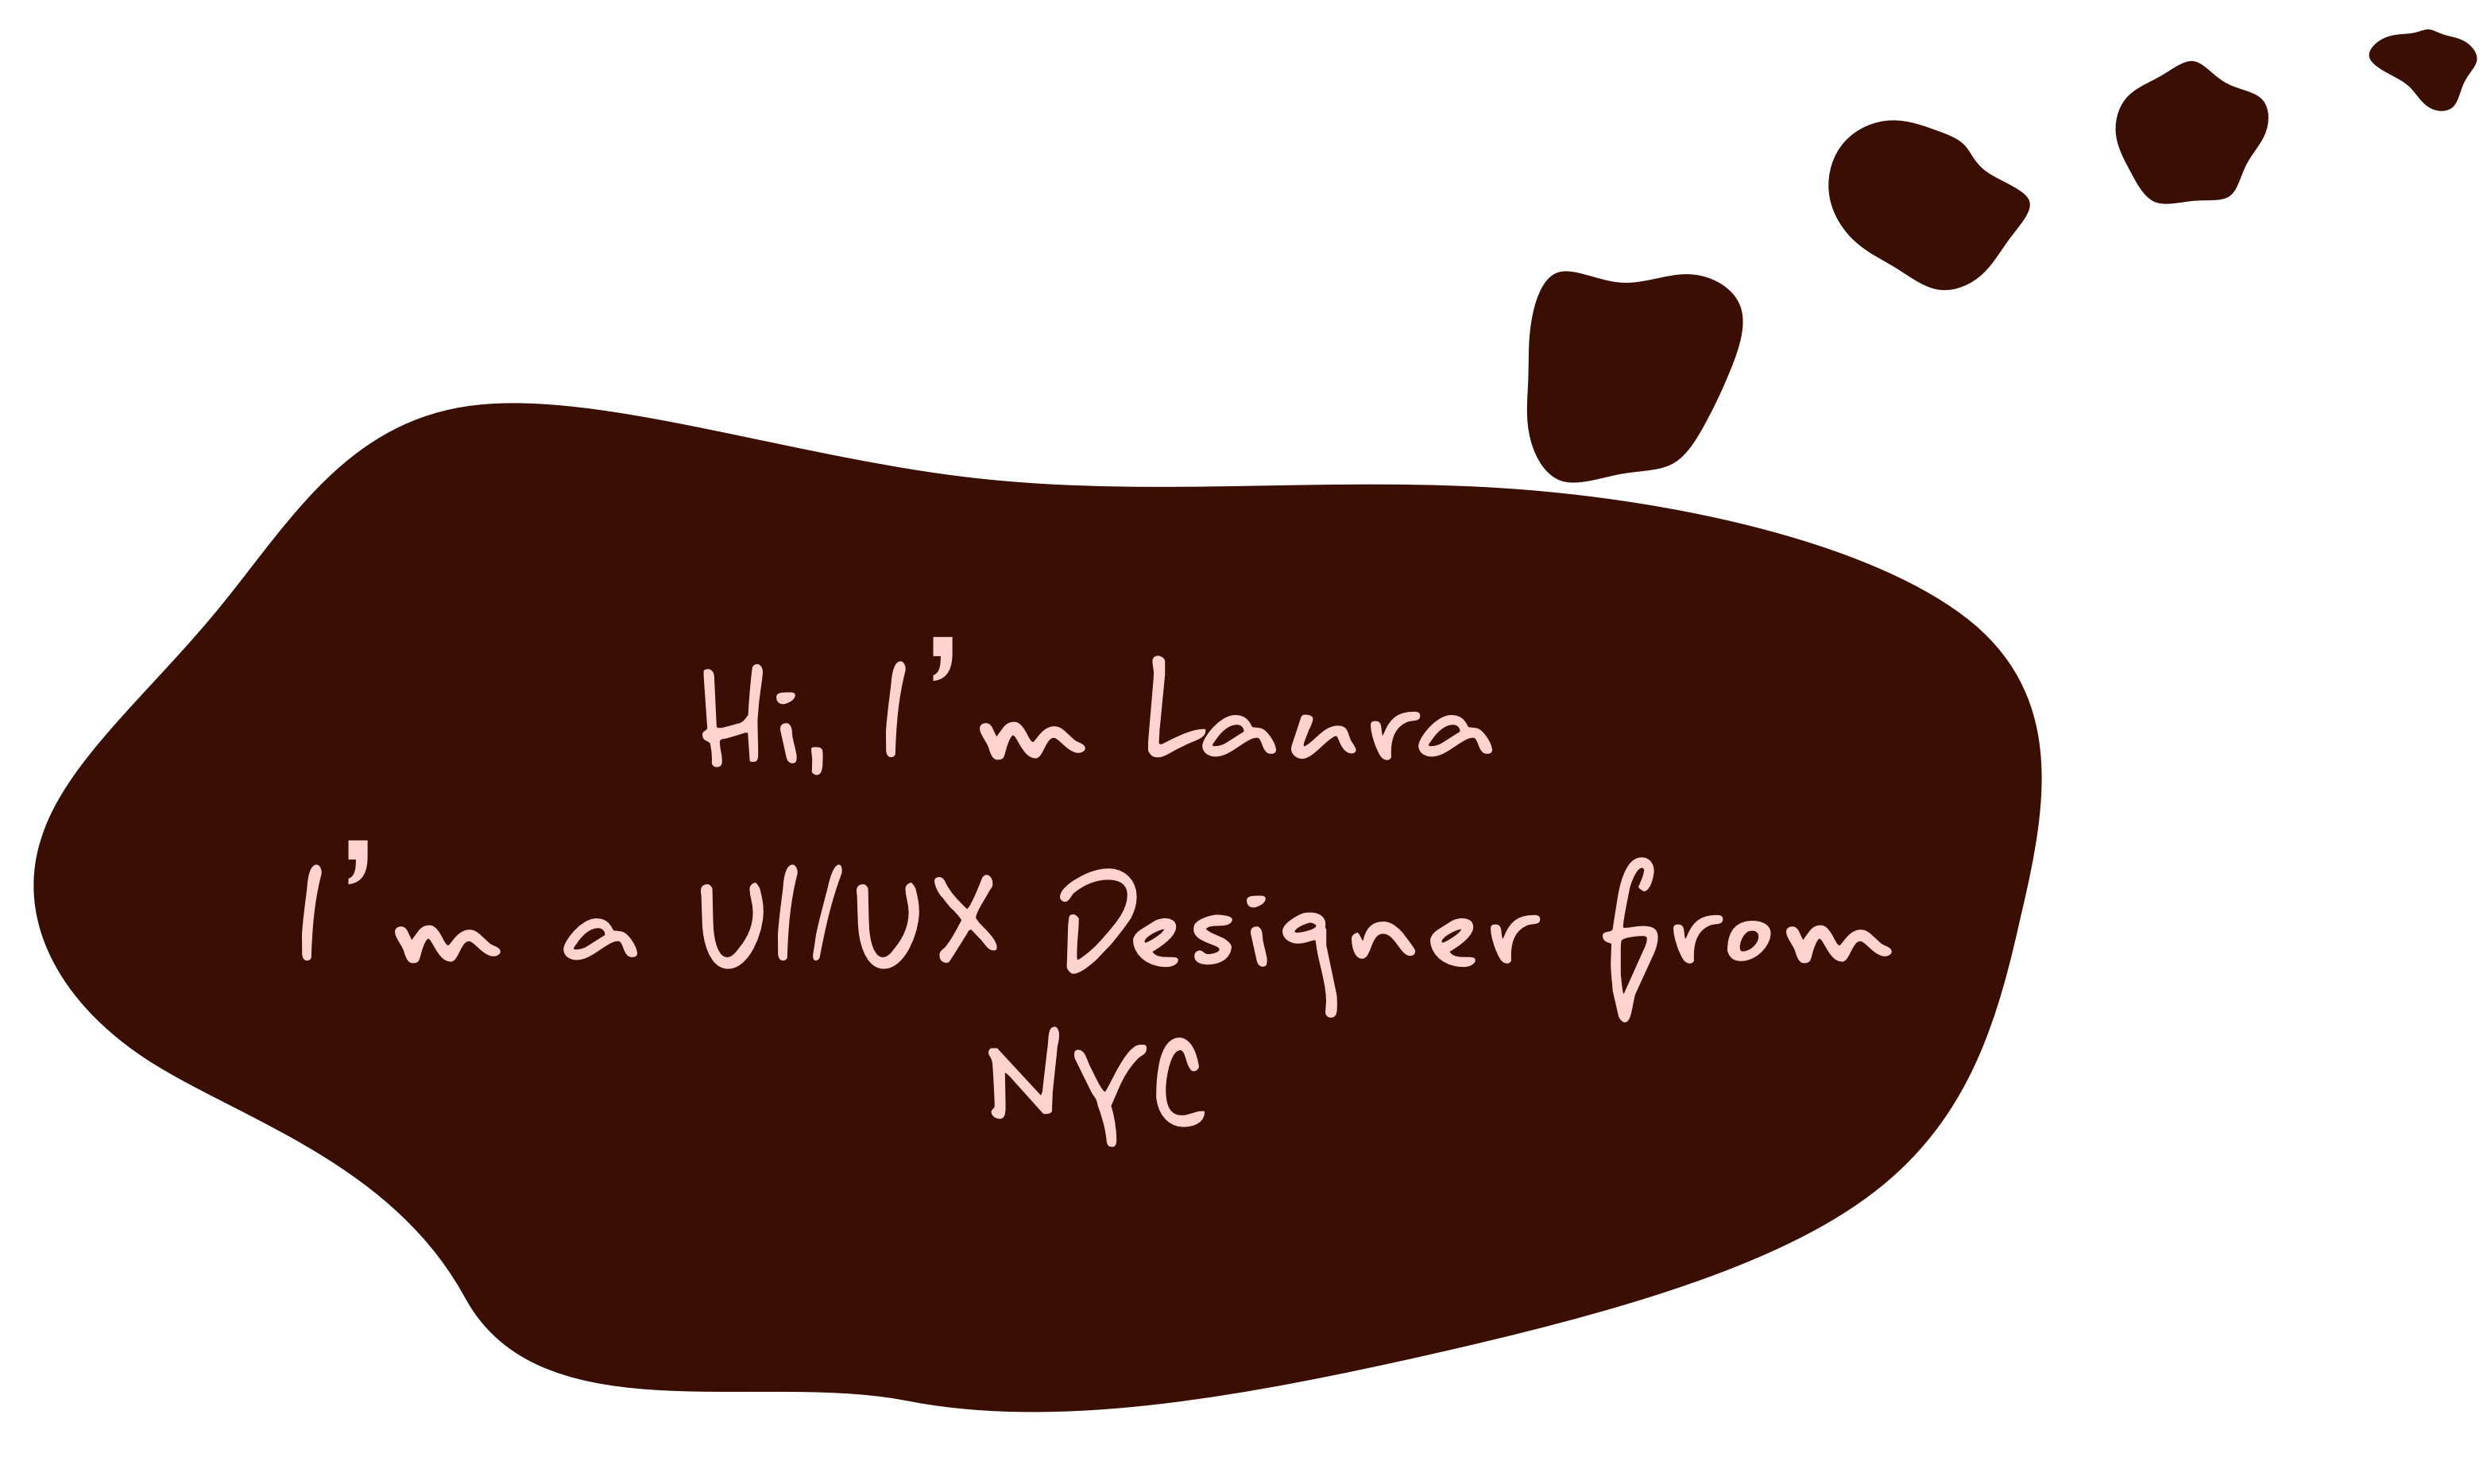 Hi, I’m Laura
I’m a UI/UX Designer from
NYC